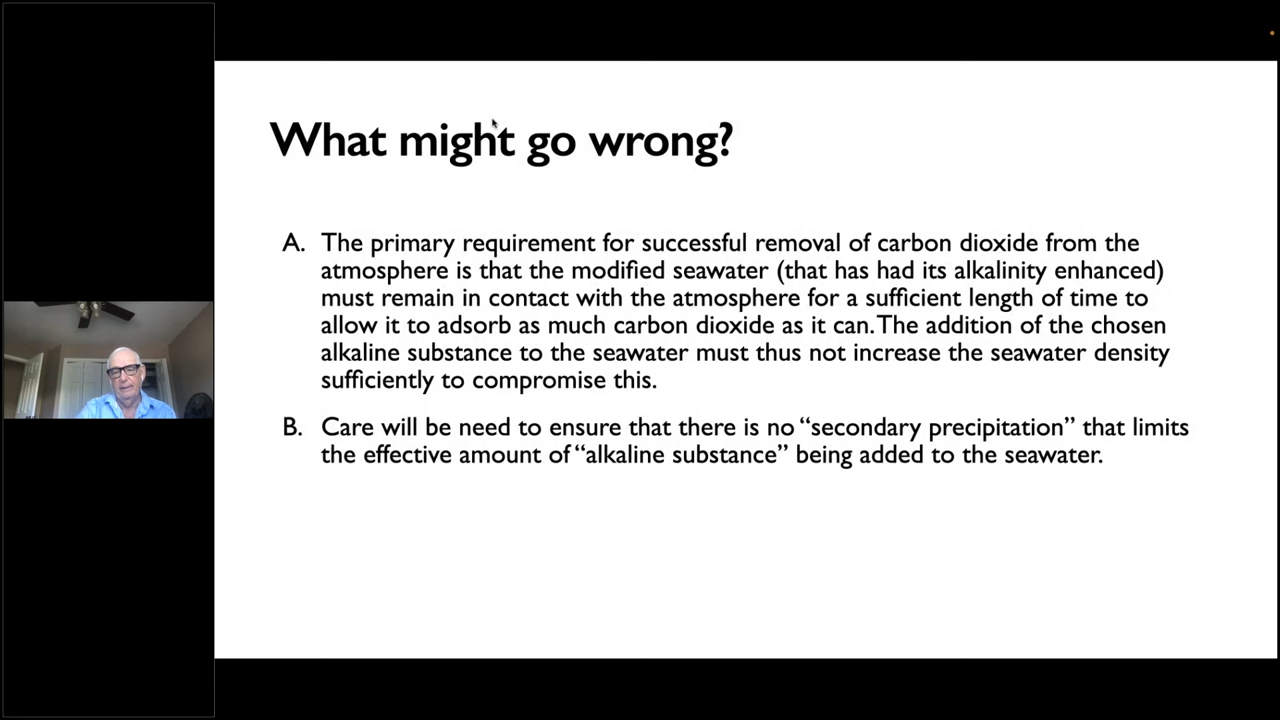 What might go wrong?
A. The primary requirement for successful removal of carbon dioxide from the
atmosphere is that the modified seawater (that has had its alkalinity enhanced)
must remain in contact with the atmosphere for a sufficient length of time to
allow it to adsorb as much carbon dioxide as it can. The addition of the chosen
alkaline substance to the seawater must thus not increase the seawater density
sufficiently to compromise this.
B. Care will be need to ensure that there is no “secondary precipitation” that limits
the effective amount of “alkaline substance” being added to the seawater.